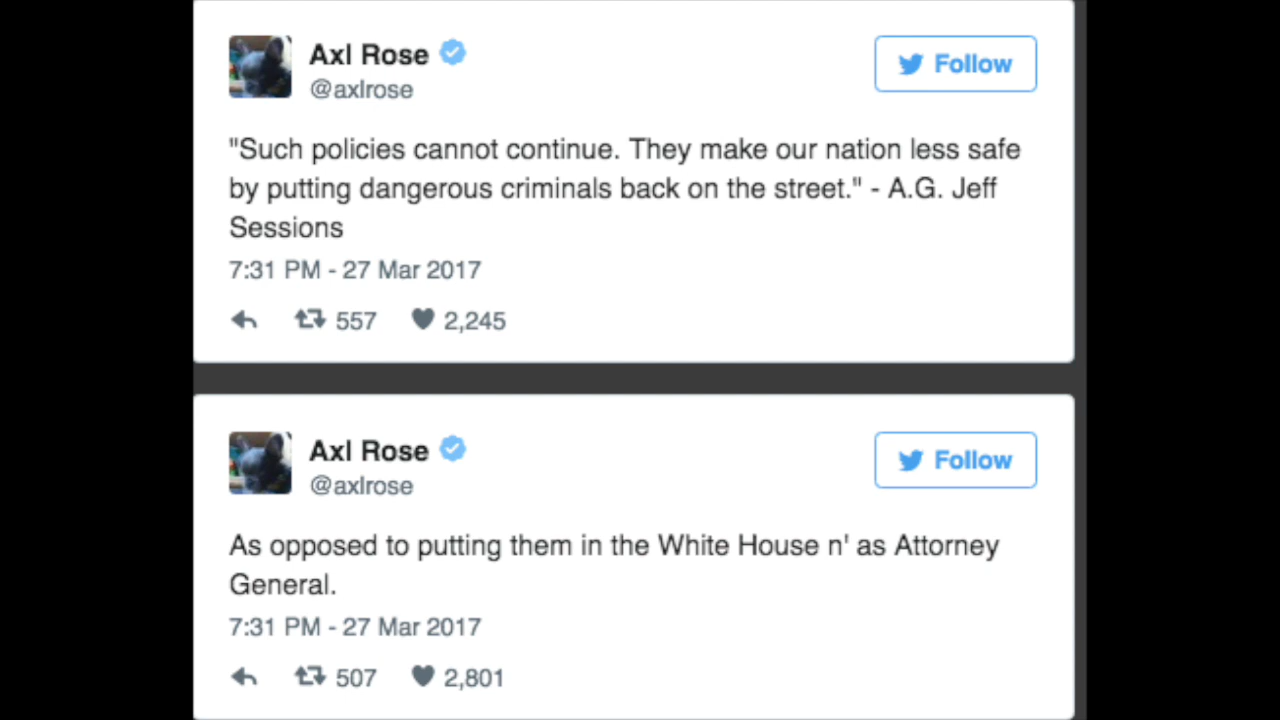 Axl Rose
Follow
@axlrose
"Such policies cannot continue. They make our nation less safe
by putting dangerous criminals back on the street." - A.G. Jeff
Sessions
7:31 PM - 27 Mar 2017
557 2,245
Axl Rose
Follow
@axlrose
As opposed to putting them in the White House n' as Attorney
General.
7:31 PM - 27 Mar 2017
507 2,801